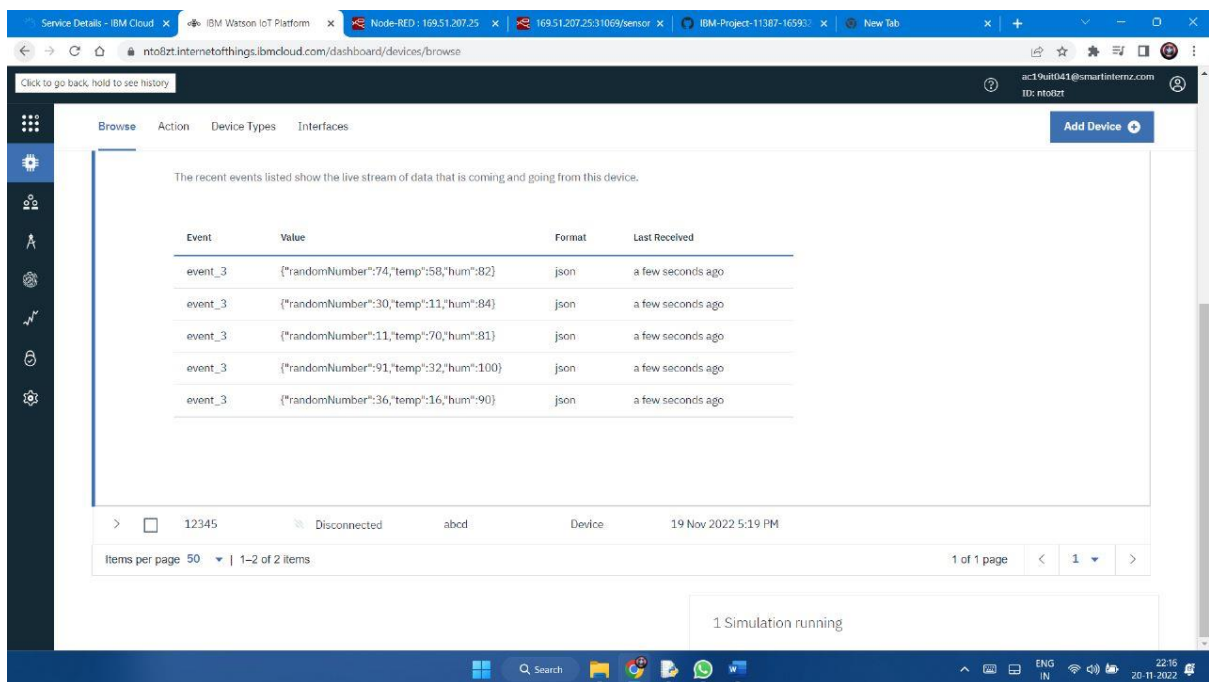 Service Details - IBM Cloud IBM Watson IoT Platform Node-RED : 169.51.207.25 169.51.207.25:31069/sensor IBM-Project-11387-16593 New Tab
nto8zt.internetofthings.ibmcloud.com/dashboard/devices/browse
Click to go back, hold to see history
ac19uit041@smartinternz.com
ID: nto8zt
Browse Action Device Types Interfaces Add Device
The recent events listed show the live stream of data that is coming and going from this device.
Event Value Format Last Received
event_3 {"randomNumber":74,"temp":58,"hum":82} json a few seconds ago
event_3 {"randomNumber":30,"temp":11,"hum":84} json a few seconds ago
event_3 {"randomNumber":11,"temp":70,"hum":81} json a few seconds ago
event_3 {"randomNumber":91,"temp":32,"hum":100} json a few seconds ago
event_3 {"randomNumber":36,"temp":16,"hum":90} json a few seconds ago
12345 Disconnected abcd Device 19 Nov 2022 5:19 PM
Items per page 50 | 1–2 of 2 items 1 of 1 page 1
1 Simulation running
Search ENG 22:16
IN 20-11-2022